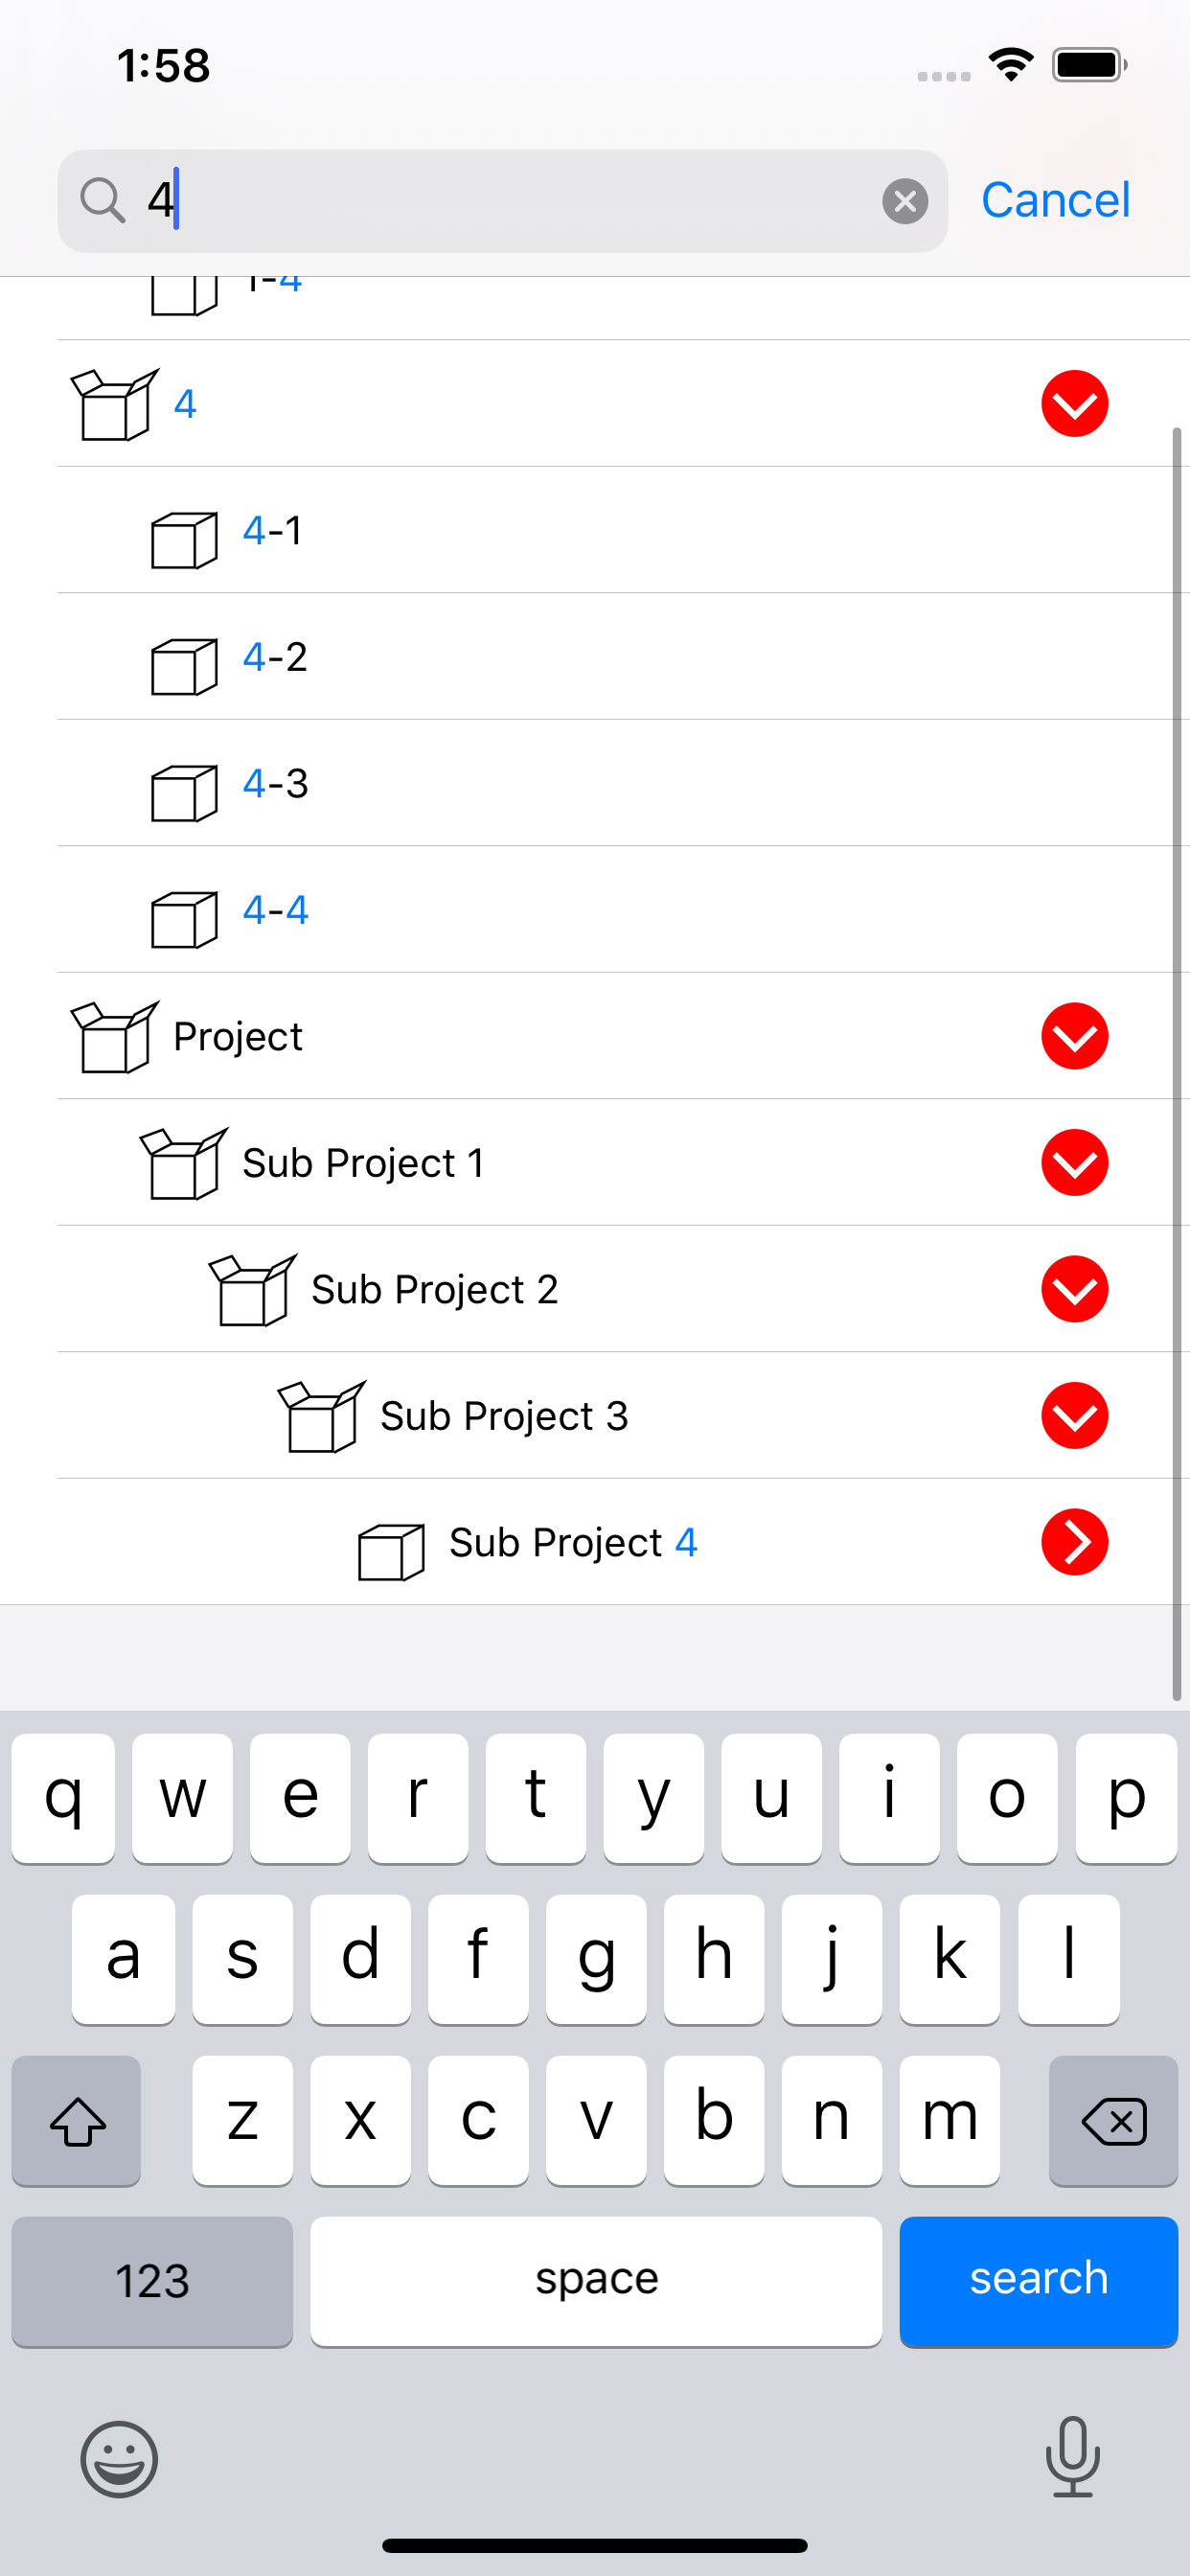 1:58
4
Cancel
1-4
4
4-1
4-2
4-3
4-4
Project
Sub Project 1
Sub Project 2
Sub Project 3
Sub Project 4
q w e r t y u i o p
a s d f g h j k l
z x c v b n m
123 space search